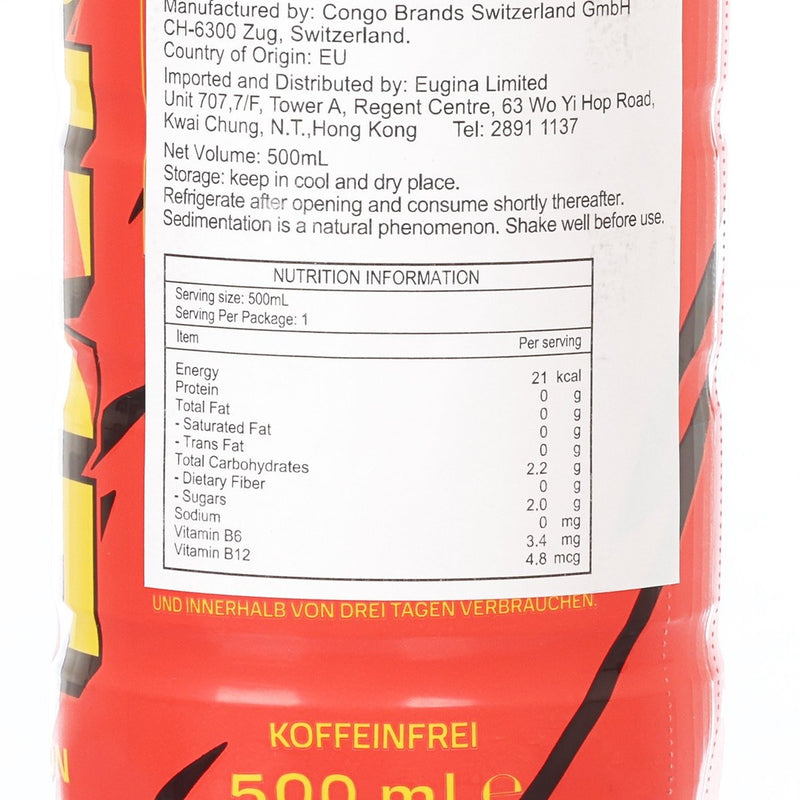 Manufactured by: Congo Brands Switzerland GmbH
CH-6300 Zug, Switzerland.
Country of Origin: EU
Imported and Distributed by: Eugina Limited
Unit 707,7/F, Tower A, Regent Centre, 63 Wo Yi Hop Road,
Kwai Chung, N.T.,Hong Kong Tel: 2891 1137
Net Volume: 500mL
Storage: keep in cool and dry place.
Refrigerate after opening and consume shortly thereafter.
Sedimentation is a natural phenomenon. Shake well before use.
NUTRITION INFORMATION
Serving size: 500mL
Serving Per Package: 1
Item Per serving
Energy 21 kcal
Protein 0 g
Total Fat 0 g
- Saturated Fat 0 g
- Trans Fat 0 g
Total Carbohydrates 2.2 g
- Dietary Fiber 0 g
- Sugars 2.0 g
Sodium 0 mg
Vitamin B6 3.4 mg
Vitamin B12 4.8 mcg
UND INNERHALB VON DREI TAGEN VERBRAUCHEN.
KOFFEINFREI
500 ml e